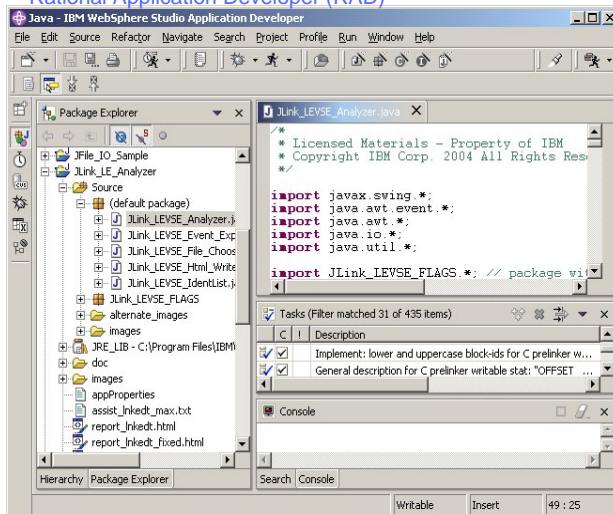 Rational Application Developer (RAD)
Java - IBM WebSphere Studio Application Developer
File Edit Source Refactor Navigate Search Project Profile Run Window Help
Package Explorer
JFile_IO_Sample
JLink_LE_Analyzer
Source
(default package)
JLink_LEVSE_Analyzer.j
JLink_LEVSE_Event_Exp
JLink_LEVSE_File_Choos
JLink_LEVSE_Html_Write
JLink_LEVSE_IdentList.j
JLink_LEVSE_FLAGS
alternate_images
images
JRE_LIB - C:\Program Files\IBM\
doc
images
appProperties
assist_lnkedt_max.txt
report_lnkedt.html
report_lnkedt_fixed.html
Hierarchy Package Explorer
JLink_LEVSE_Analyzer.java
/*
* Licensed Materials - Property of IBM
* Copyright IBM Corp. 2004 All Rights Rese
*/
import javax.swing.*;
import java.awt.event.*;
import java.awt.*;
import java.io.*;
import java.util.*;
import JLink_LEVSE_FLAGS.*; // package wit
Tasks (Filter matched 31 of 435 items)
C ! Description
Implement: lower and uppercase block-ids for C prelinker w...
General description for C prelinker writable stat: "OFFSET ...
Console
Search Console
Writable Insert 49 : 25